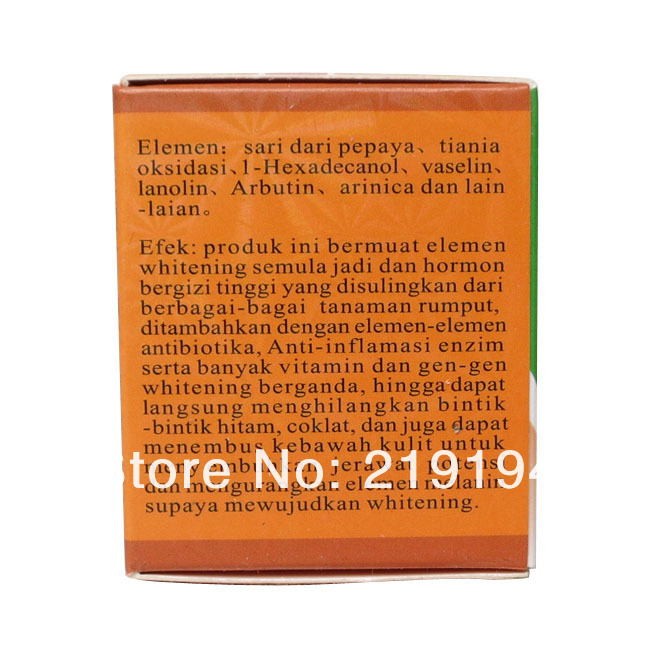 Elemen: sari dari pepaya、tiania
oksidasi、1-Hexadecanol、vaselin、
lanolin、Arbutin、arinica dan lain
-laian。
Efek: produk ini bermuat elemen
whitening semula jadi dan hormon
bergizi tinggi yang disulingkan dari
berbagai-bagai tanaman rumput,
ditambahkan dengan elemen-elemen
antibiotika, Anti-inflamasi enzim
serta banyak vitamin dan gen-gen
whitening berganda, hingga dapat
langsung menghilangkan bintik
-bintik hitam, coklat, dan juga dapat
menembus kebawah kulit untuk
jerawat
Store No: 219194
dan mengurangkan elemen melanin
supaya mewujudkan whitening.